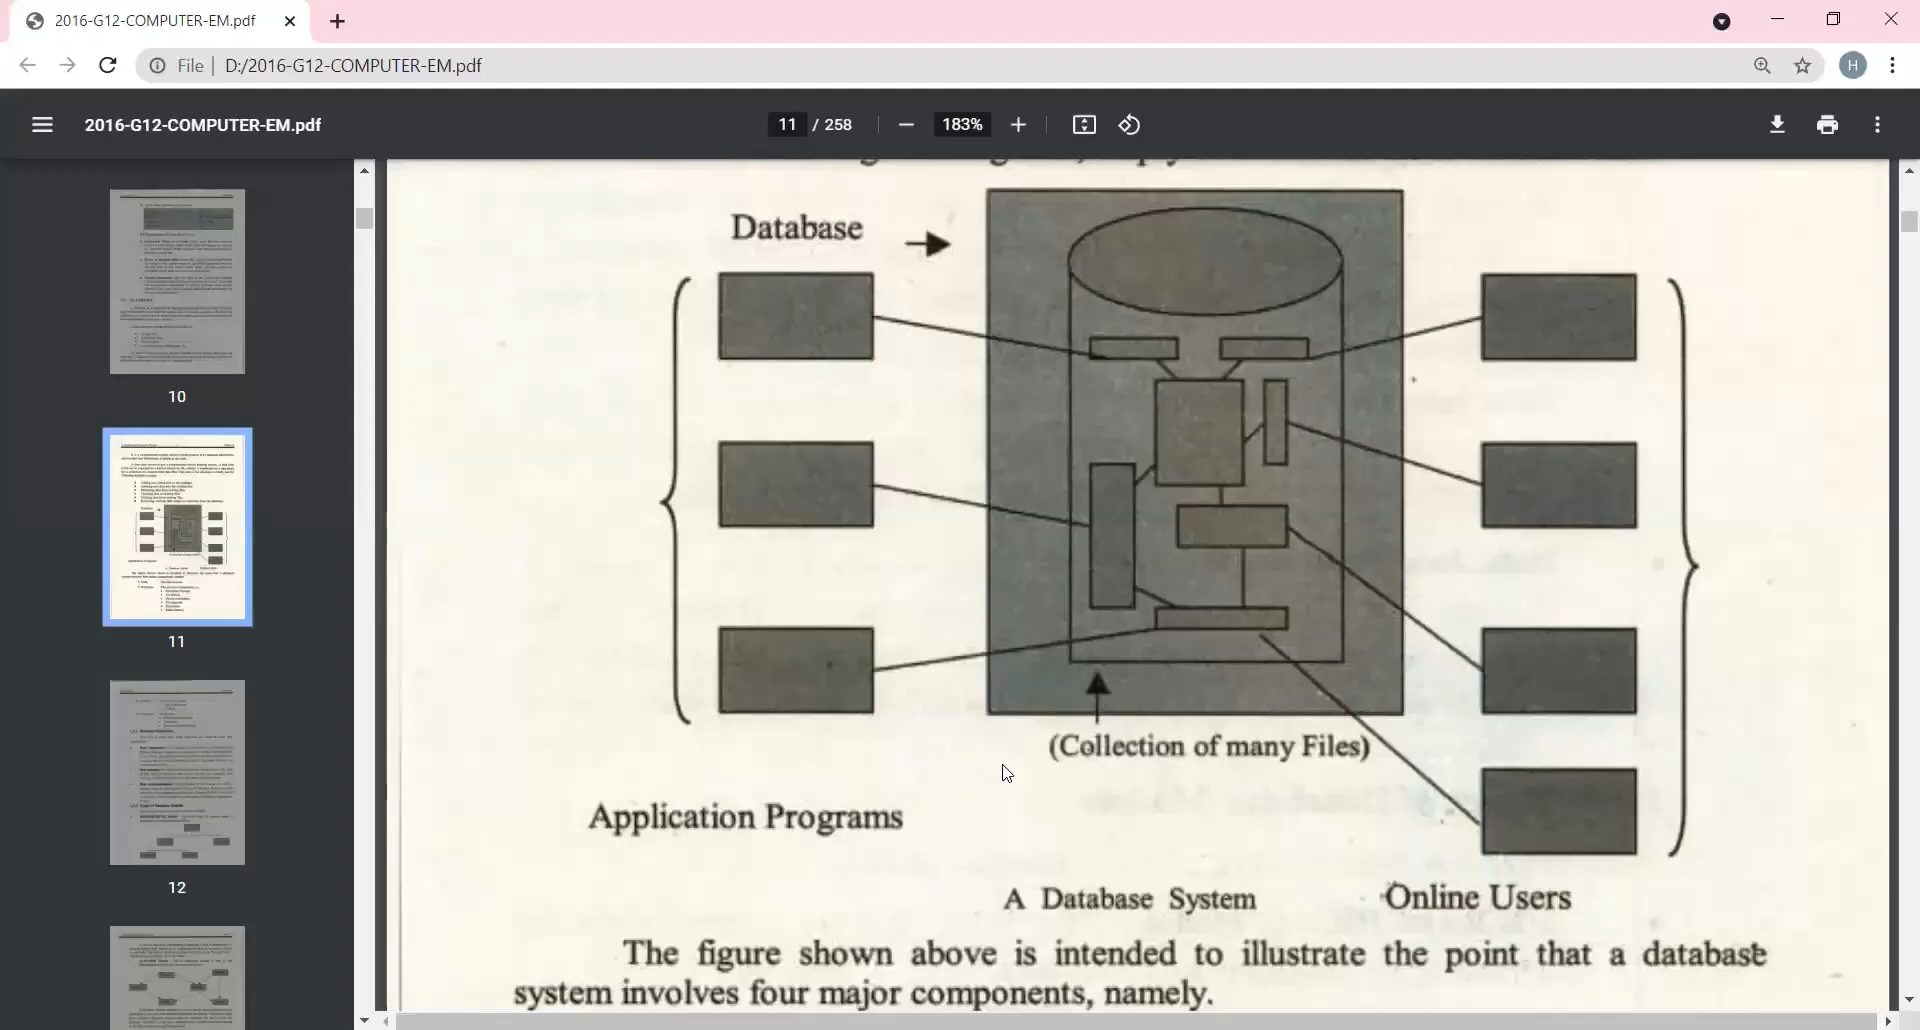 2016-G12-COMPUTER-EM.pdf
File
D:/2016-G12-COMPUTER-EM.pdf
H
2016-G12-COMPUTER-EM.pdf
11 / 258
183%
10
11
12
Database
(Collection of many Files)
Application Programs
A Database System
Online Users
The figure shown above is intended to illustrate the point that a database
system involves four major components, namely.